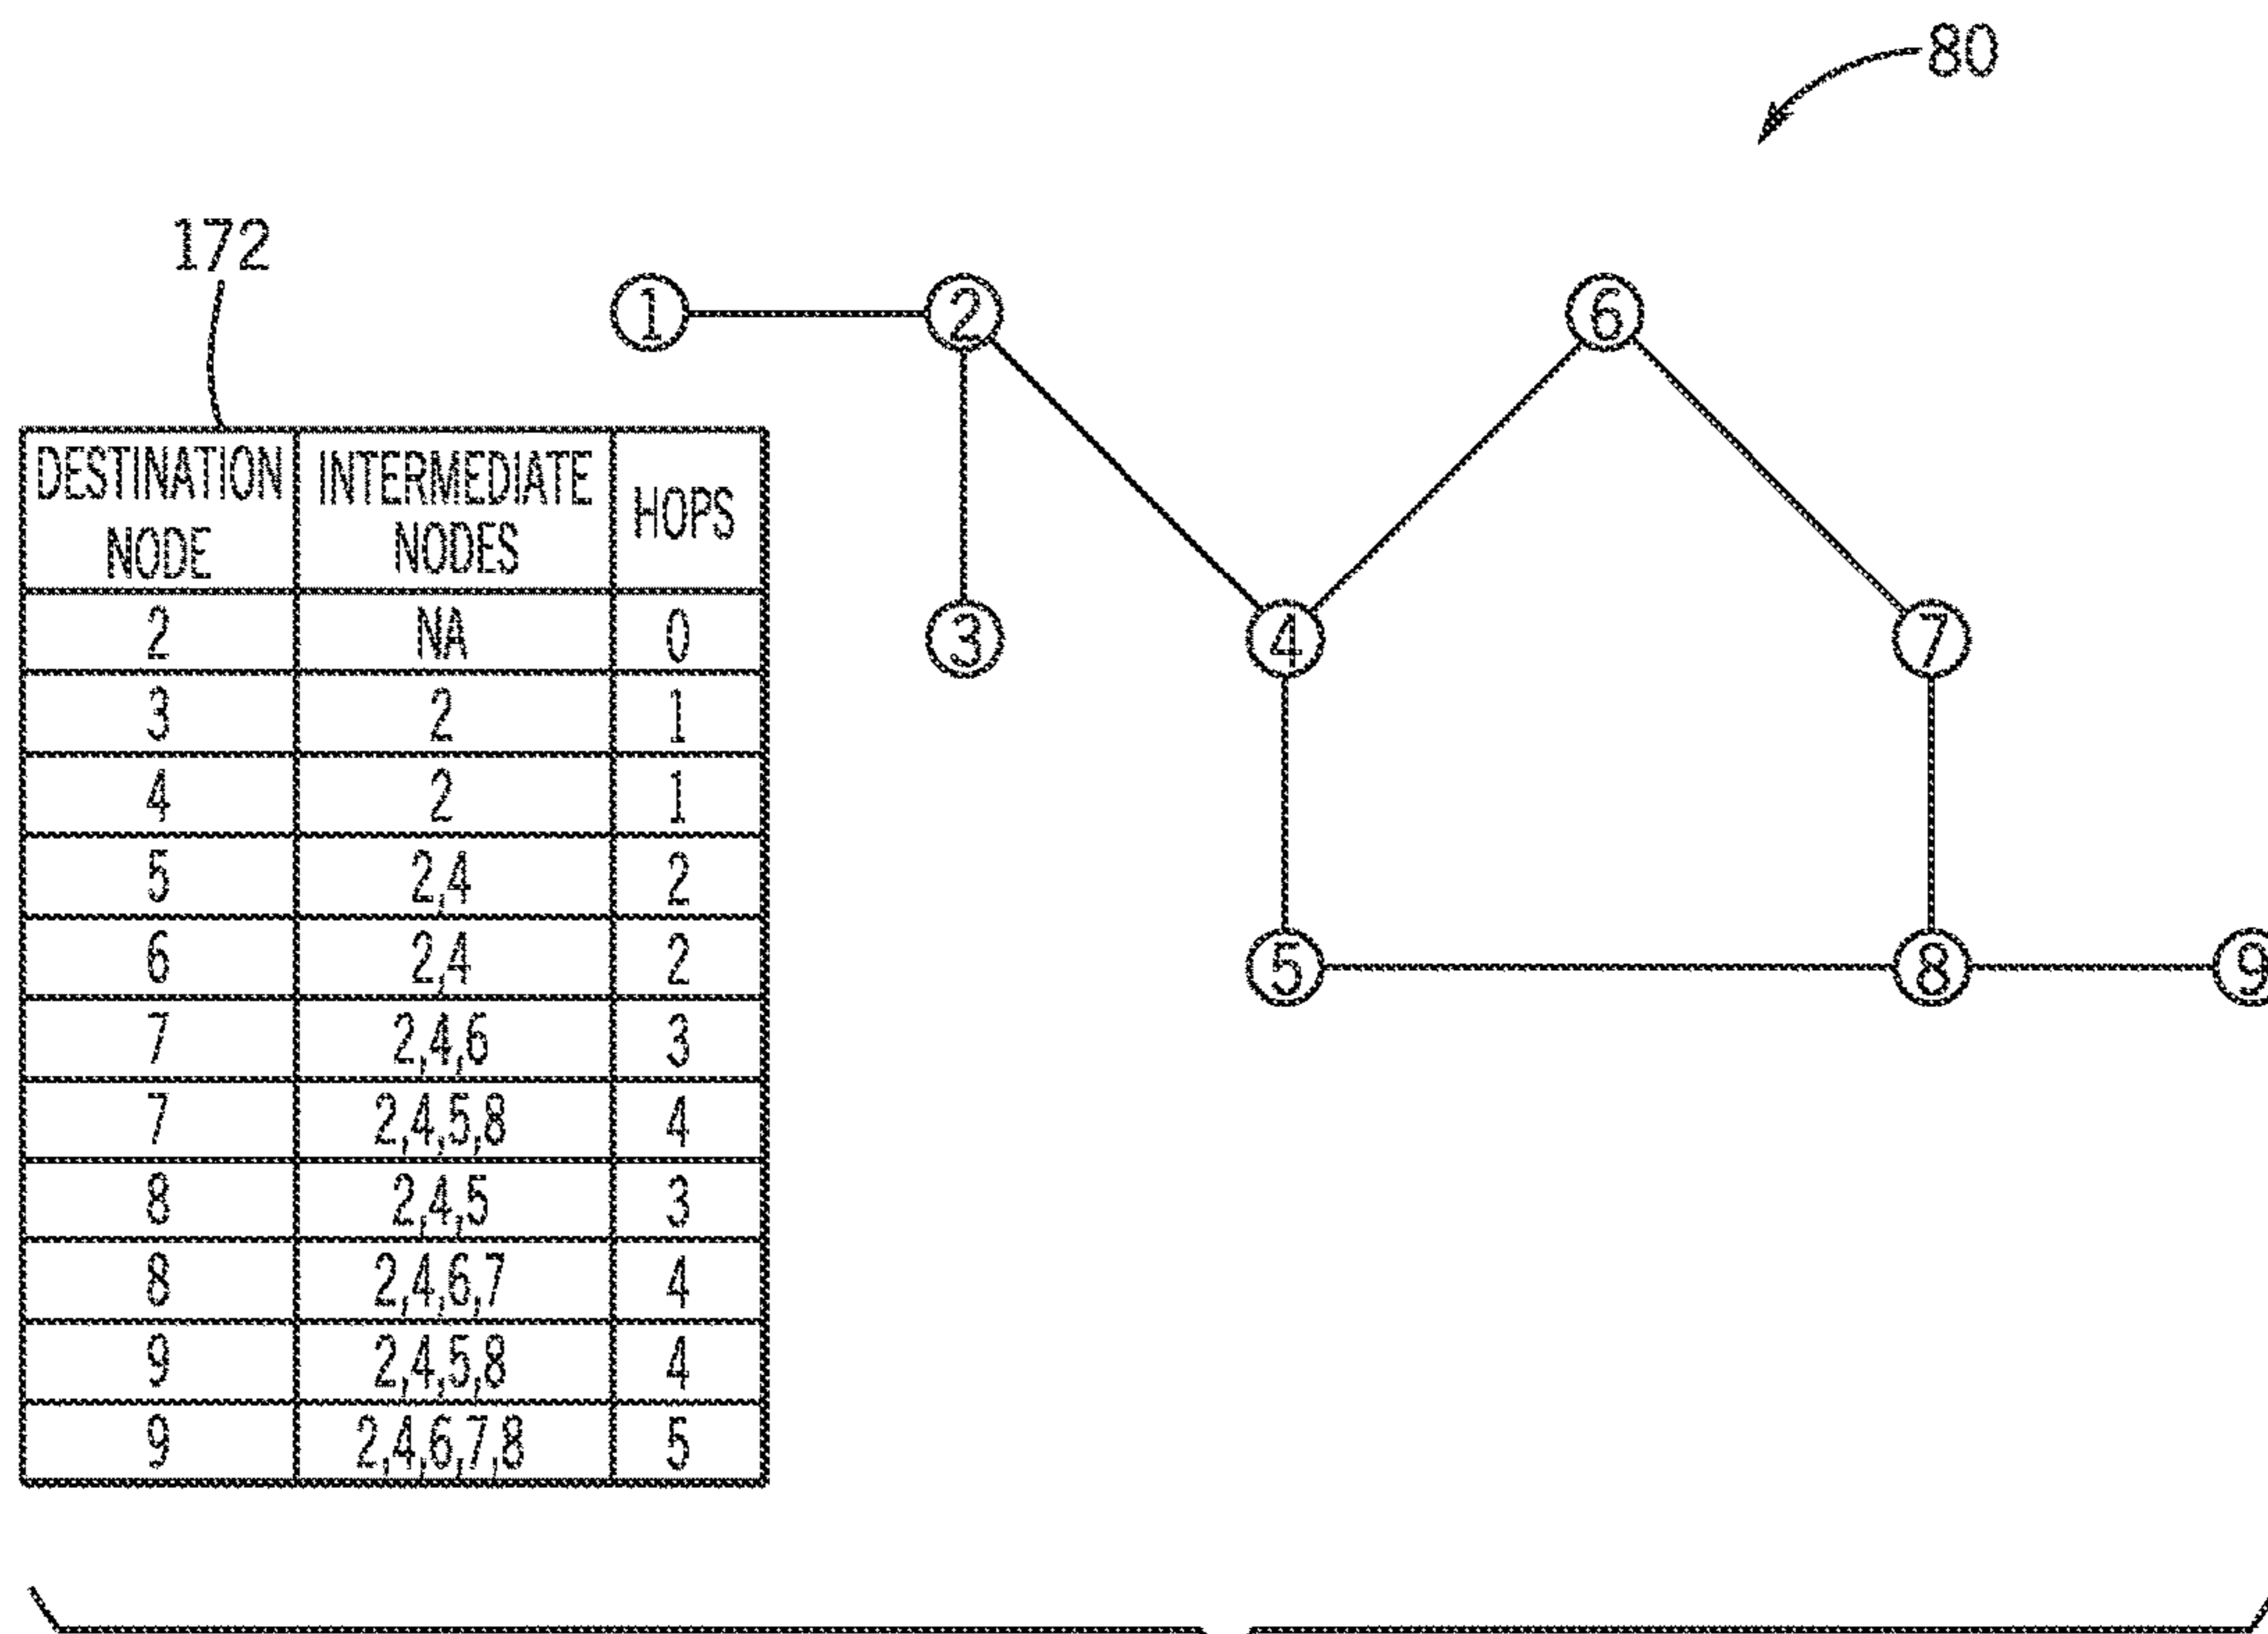 80
172
1
2
6
DESTINATION NODE INTERMEDIATE NODES HOPS
2 NA 0
3 2 1
4 2 1
5 2,4 2
6 2,4 2
7 2,4,6 3
7 2,4,5,8 4
8 2,4,5 3
8 2,4,6,7 4
9 2,4,5,8 4
9 2,4,6,7,8 5
3
4
7
5
8
9